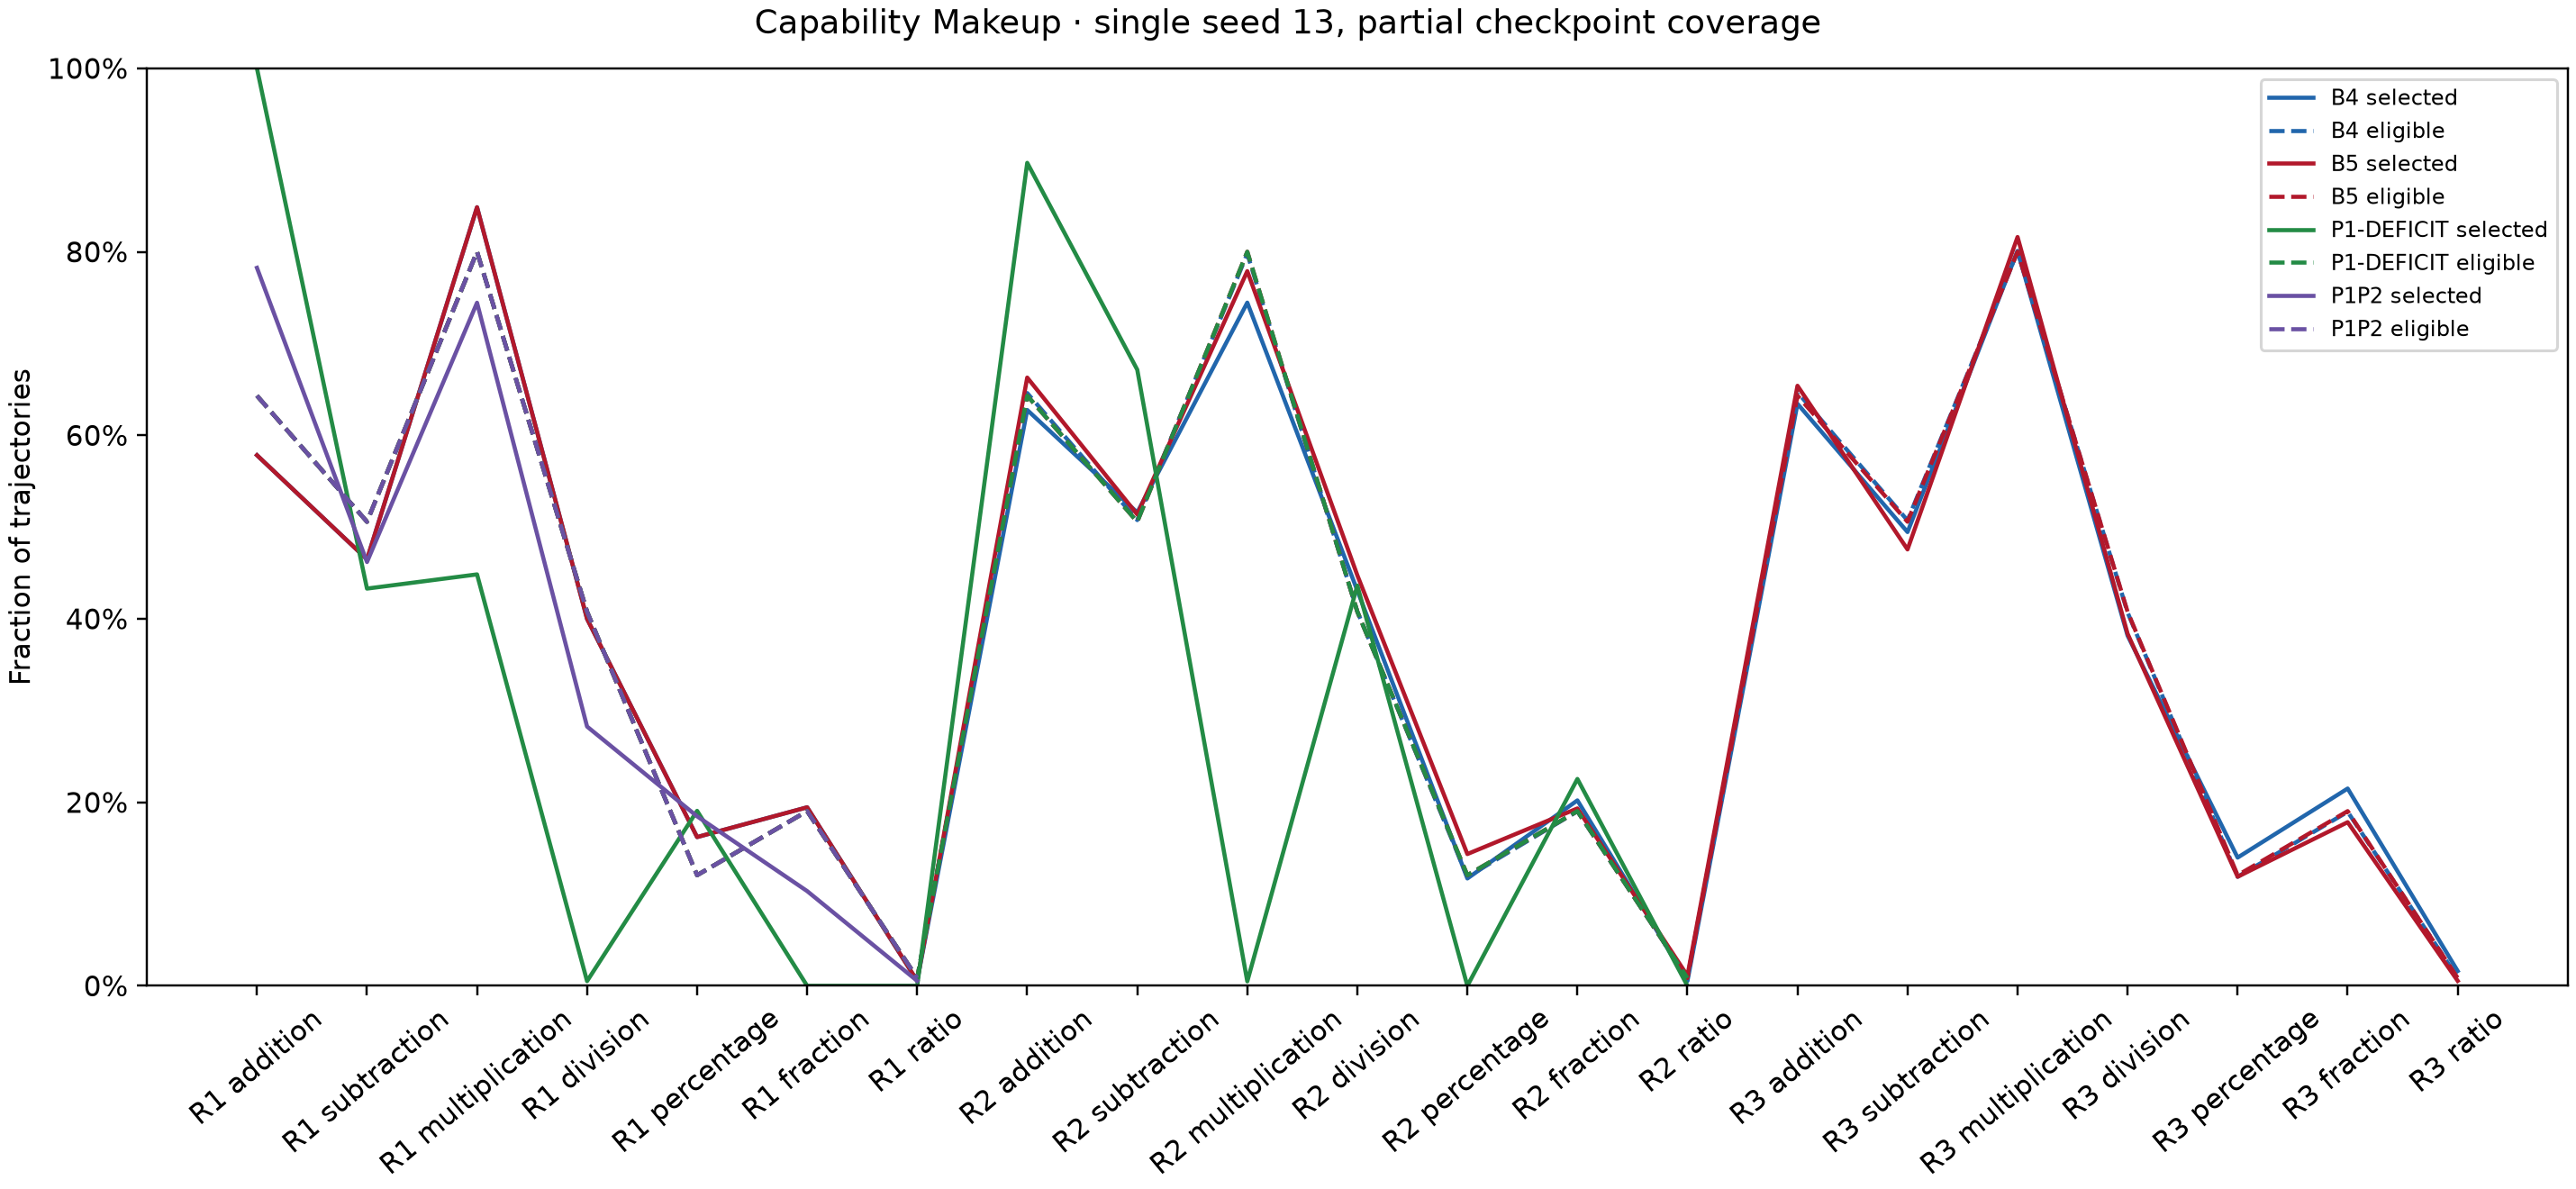 Capability Makeup · single seed 13, partial checkpoint coverage
100%
80%
60%
40%
20%
0%
Fraction of trajectories
B4 selected
B4 eligible
B5 selected
B5 eligible
P1-DEFICIT selected
P1-DEFICIT eligible
P1P2 selected
P1P2 eligible
R1 addition
R1 subtraction
R1 multiplication
R1 division
R1 percentage
R1 fraction
R1 ratio
R2 addition
R2 subtraction
R2 multiplication
R2 division
R2 percentage
R2 fraction
R2 ratio
R3 addition
R3 subtraction
R3 multiplication
R3 division
R3 percentage
R3 fraction
R3 ratio